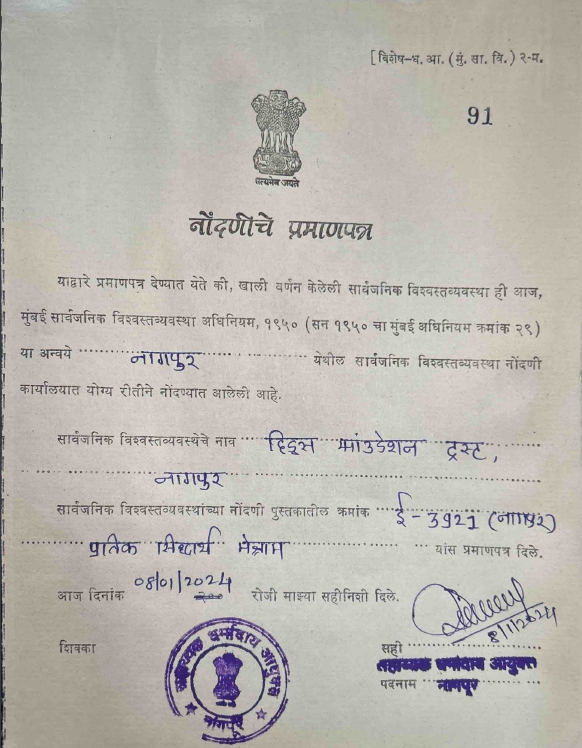 [ विशेष-ध. आ. ( मुं. सा. वि. ) २-म.
91
सत्यमेव जयते
नोंदणीचे प्रमाणपत्र
याद्वारे प्रमाणपत्र देण्यात येते की, खाली वर्णन केलेली सार्वजनिक विश्वस्तव्यवस्था ही आज,
मुंबई सार्वजनिक विश्वस्तव्यवस्था अधिनियम, १९५० (सन १९५० चा मुंबई अधिनियम क्रमांक २९)
या अन्वये नागपुर येथील सार्वजनिक विश्वस्तव्यवस्था नोंदणी
कार्यालयात योग्य रीतीने नोंदण्यात आलेली आहे.
सार्वजनिक विश्वस्तव्यवस्थेचे नाव ट्रस्ट,
नागपुर
सार्वजनिक विश्वस्तव्यवस्थांच्या नोंदणी पुस्तकातील क्रमांक ई-3921 (नागपूर)
प्रतिक सिध्दार्थ मेश्राम यांस प्रमाणपत्र दिले.
आज दिनांक 08/01/2024 रोजी माझ्या सहीनिशी दिले.
8/1/2024
शिक्का
सही
सहाय्यक धर्मादाय आयुक्त
पदनाम नागपूर
सहाय्यक धर्मादाय आयुक्त
नागपूर